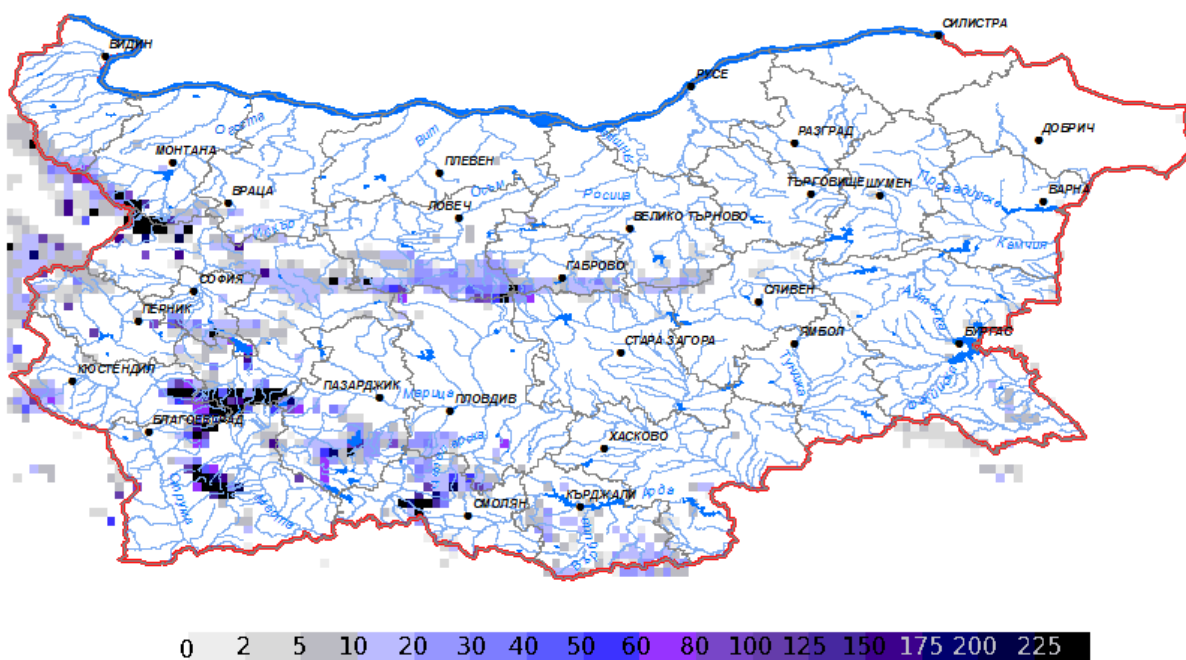 СИЛИСТРА
ВИДИН
РУСЕ
Огоста
Вит
РАЗГРАД
ДОБРИЧ
МОНТАНА
ПЛЕВЕН
ВРАЦА
Осъм
Росица
ТЪРГОВИЩЕ
ШУМЕН
ВАРНА
ЛОВЕЧ
ВЕЛИКО ТЪРНОВО
Камчия
СОФИЯ
ГАБРОВО
СЛИВЕН
ПЕРНИК
ЯМБОЛ
БУРГАС
СТАРА ЗАГОРА
КЮСТЕНДИЛ
ПАЗАРДЖИК
Марица
ПЛОВДИВ
БЛАГОЕВГРАД
ХАСКОВО
КЪРДЖАЛИ
СМОЛЯН
Струма
Места
0 2 5 10 20 30 40 50 60 80 100 125 150 175 200 225